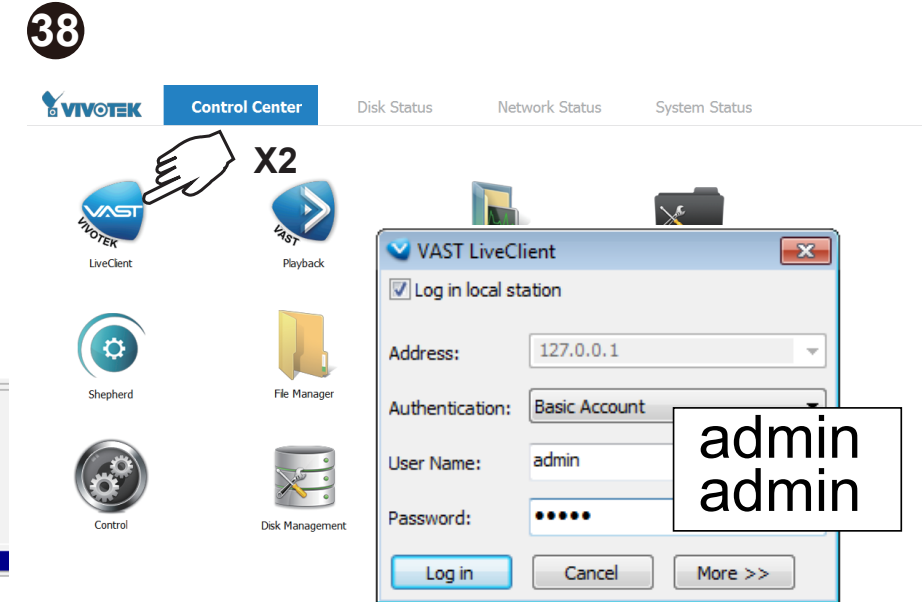 38
VIVOTEK Control Center Disk Status Network Status System Status
X2
VAST
VIVOTEK
VAST
LiveClient
Playback
VAST LiveClient
Log in local station
Address: 127.0.0.1
Shepherd
File Manager
Authentication: Basic Account
User Name: admin
Password: •••••
admin
admin
Control
Disk Management
Log in Cancel More >>